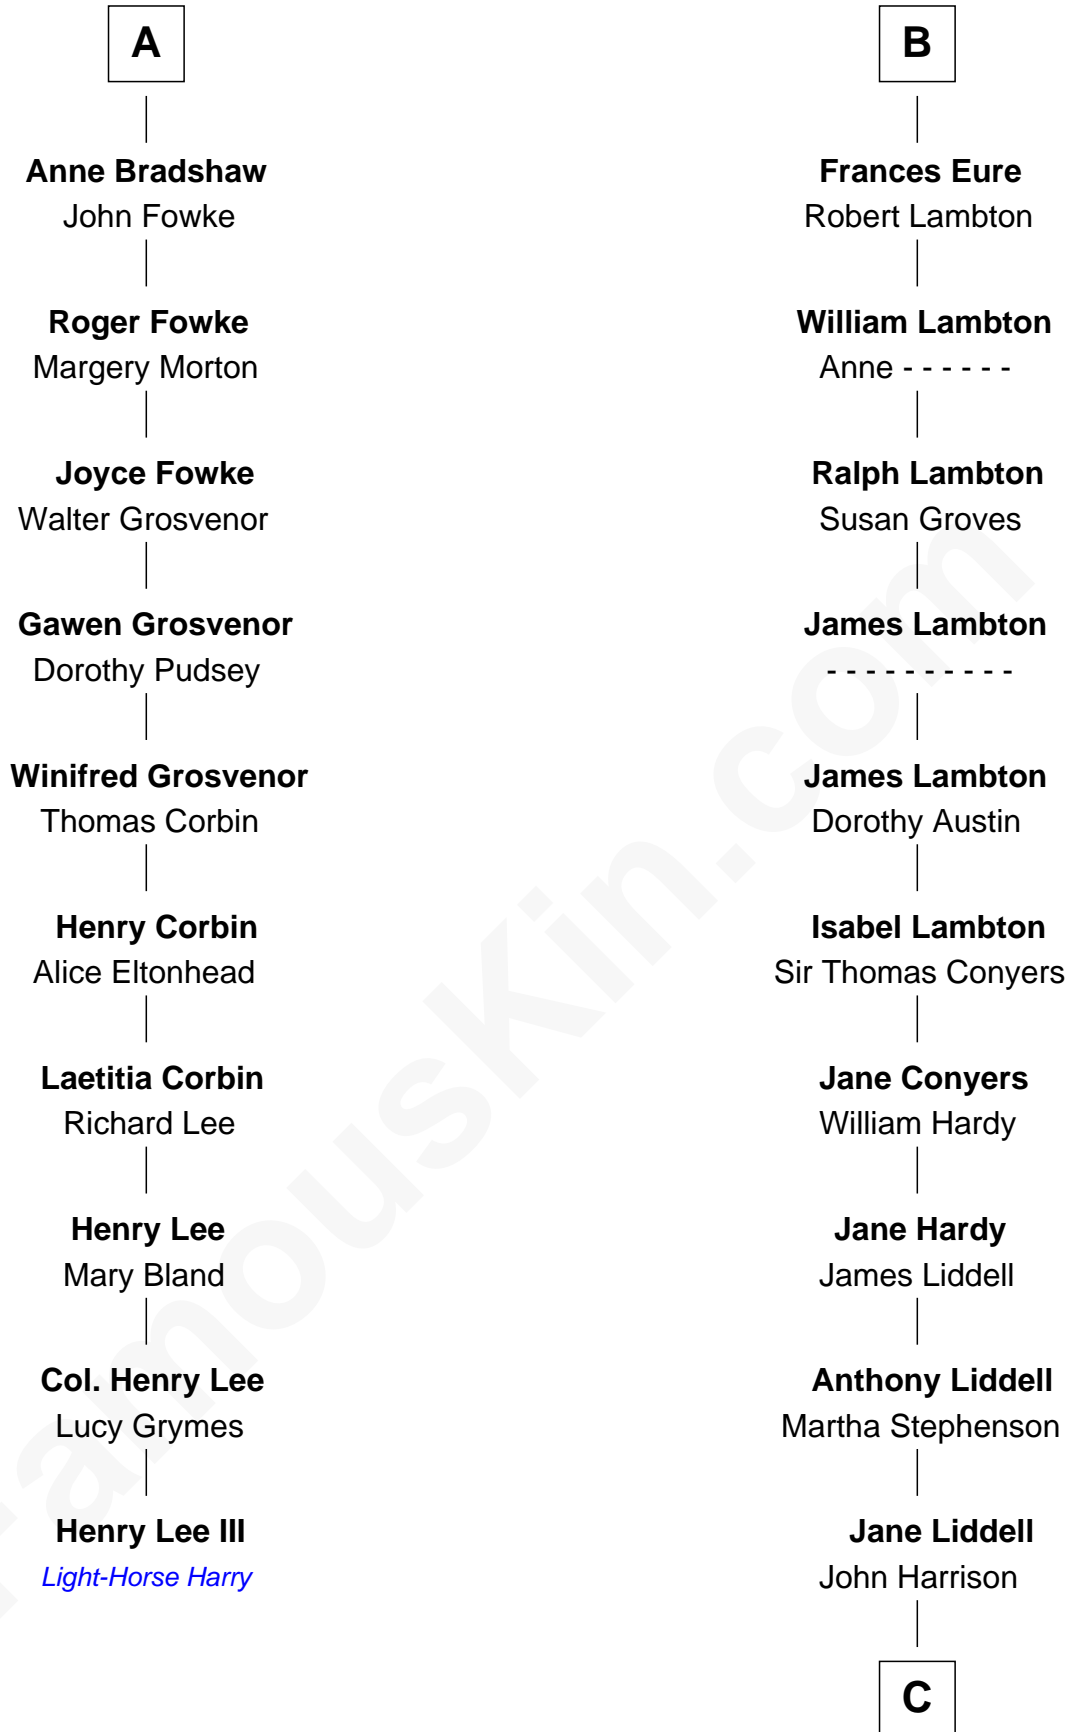 A
Anne Bradshaw
John Fowke
Roger Fowke
Margery Morton
Joyce Fowke
Walter Grosvenor
Gawen Grosvenor
Dorothy Pudsey
Winifred Grosvenor
Thomas Corbin
Henry Corbin
Alice Eltonhead
Laetitia Corbin
Richard Lee
Henry Lee
Mary Bland
Col. Henry Lee
Lucy Grymes
Henry Lee III
Light-Horse Harry
B
Frances Eure
Robert Lambton
William Lambton
Anne - - - - - -
Ralph Lambton
Susan Groves
James Lambton
- - - - - - - - - -
James Lambton
Dorothy Austin
Isabel Lambton
Sir Thomas Conyers
Jane Conyers
William Hardy
Jane Hardy
James Liddell
Anthony Liddell
Martha Stephenson
Jane Liddell
John Harrison
C
FamousKin.com